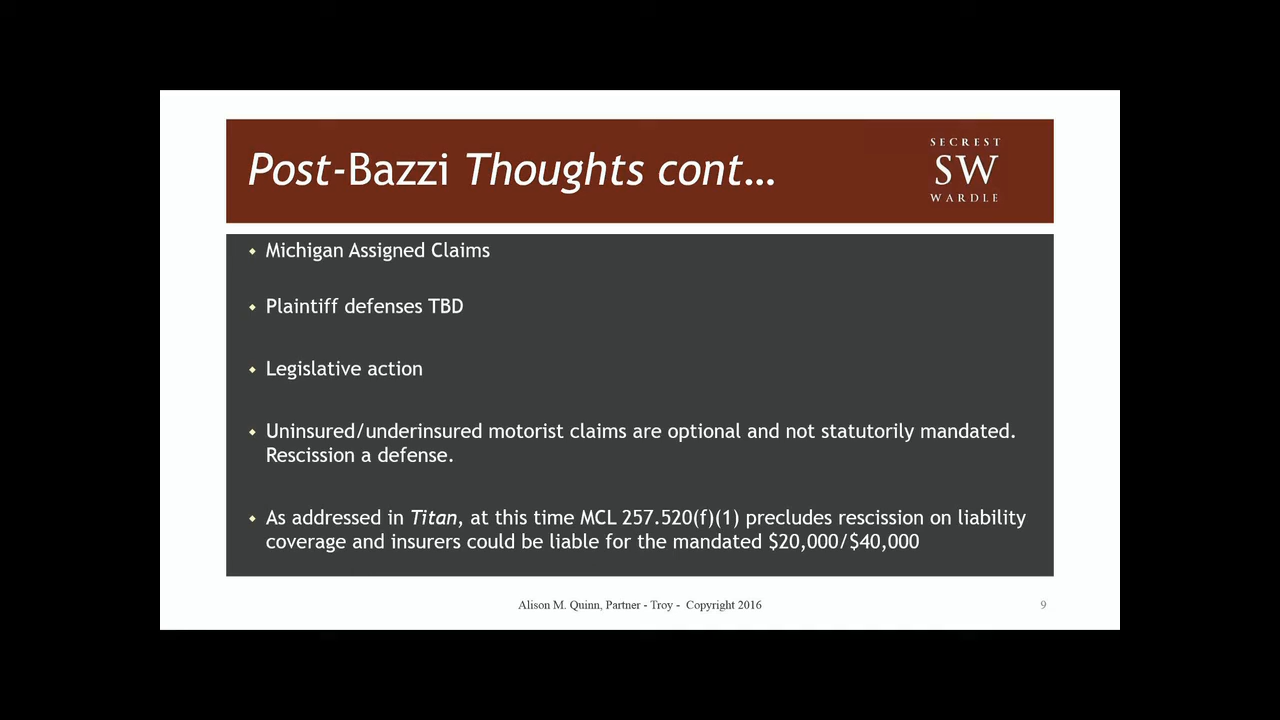 Post-Bazzi Thoughts cont…
SECREST
SW
WARDLE
Michigan Assigned Claims
Plaintiff defenses TBD
Legislative action
Uninsured/underinsured motorist claims are optional and not statutorily mandated.
Rescission a defense.
As addressed in Titan, at this time MCL 257.520(f)(1) precludes rescission on liability
coverage and insurers could be liable for the mandated $20,000/$40,000
Alison M. Quinn, Partner - Troy - Copyright 2016
9